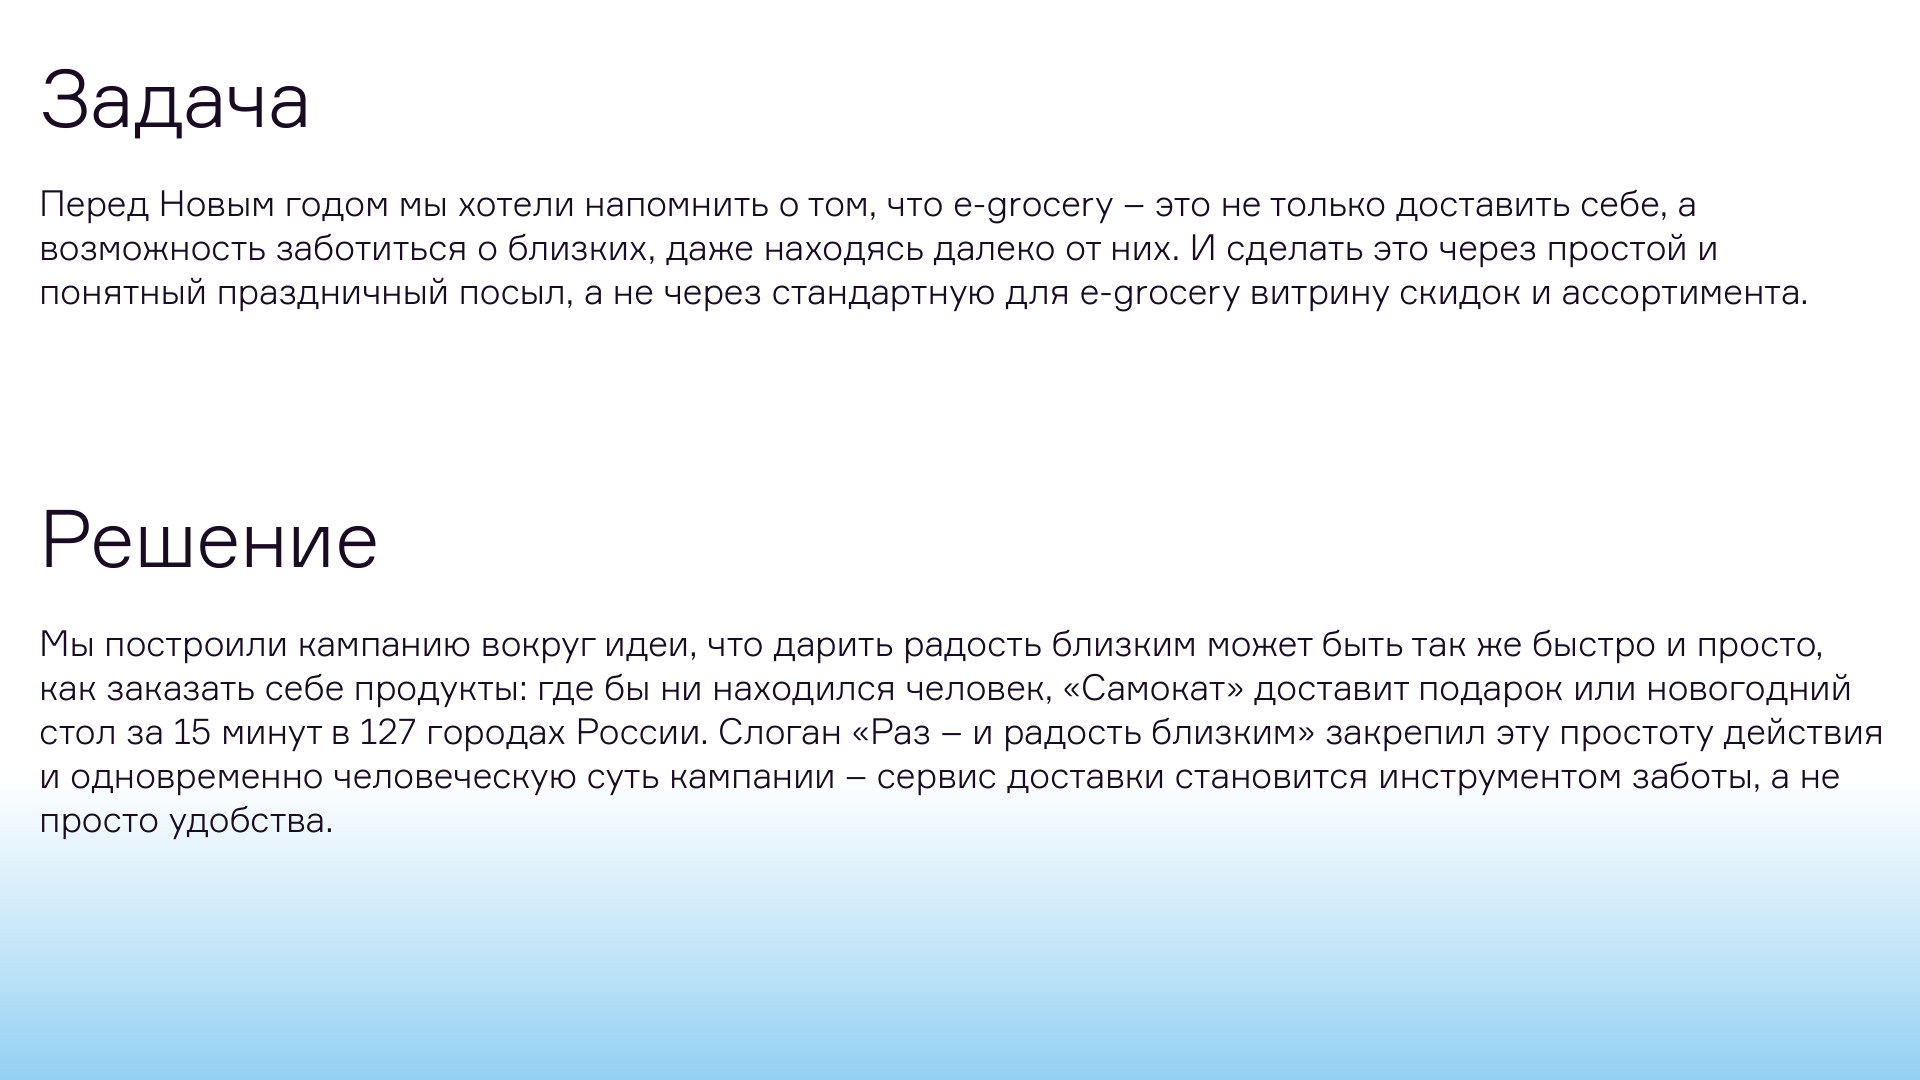 Задача
Перед Новым годом мы хотели напомнить о том, что e-grocery – это не только доставить себе, а
возможность заботиться о близких, даже находясь далеко от них. И сделать это через простой и
понятный праздничный посыл, а не через стандартную для e-grocery витрину скидок и ассортимента.
Решение
Мы построили кампанию вокруг идеи, что дарить радость близким может быть так же быстро и просто,
как заказать себе продукты: где бы ни находился человек, «Самокат» доставит подарок или новогодний
стол за 15 минут в 127 городах России. Слоган «Раз – и радость близким» закрепил эту простоту действия
и одновременно человеческую суть кампании – сервис доставки становится инструментом заботы, а не
просто удобства.